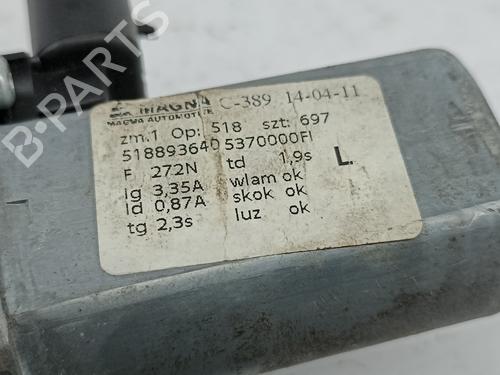 MAGNA C-389 14-04-11
MAGNA AUTOMOTIVE
zm.1 Op: 518 szt: 697
518893640 5370000FI
F 272N td 1,9s L
Ig 3,35A wlam ok
Id 0,87A skok ok
tg 2,3s luz ok
B-PARTS